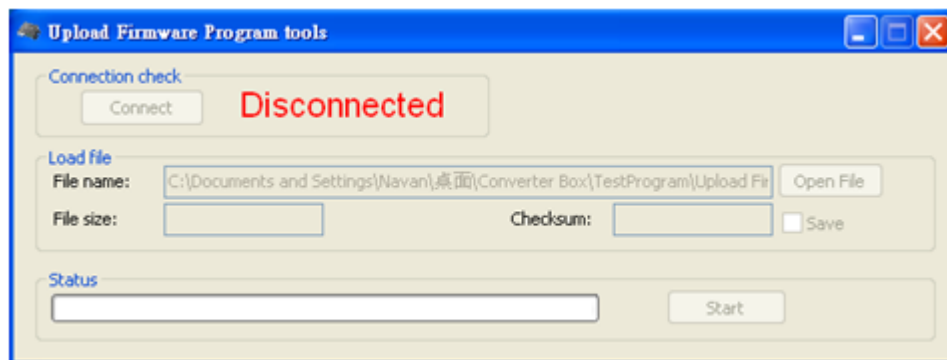 Upload Firmware Program tools
Connection check
Connect Disconnected
Load file
File name: C:\Documents and Settings\Navan\桌面\Converter Box\TestProgram\Upload Fir Open File
File size: Checksum: Save
Status
Start